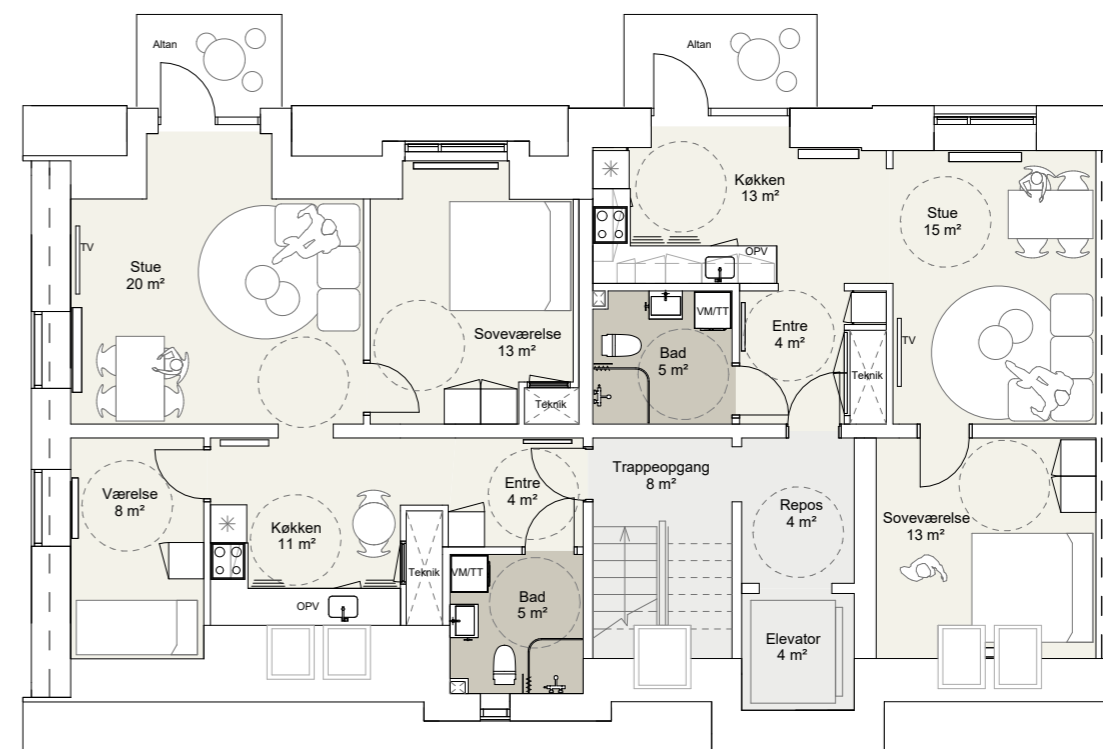 Altan
Altan
Køkken
13 m²
Stue
15 m²
TV
Stue
20 m²
OPV
Soveværelse
13 m²
VM/TT
Entre
4 m²
Bad
5 m²
TV
Teknik
Teknik
Trappeopgang
8 m²
Værelse
8 m²
Entre
4 m²
Køkken
11 m²
Repos
4 m²
Soveværelse
13 m²
Teknik
VM/TT
Bad
5 m²
OPV
Elevator
4 m²